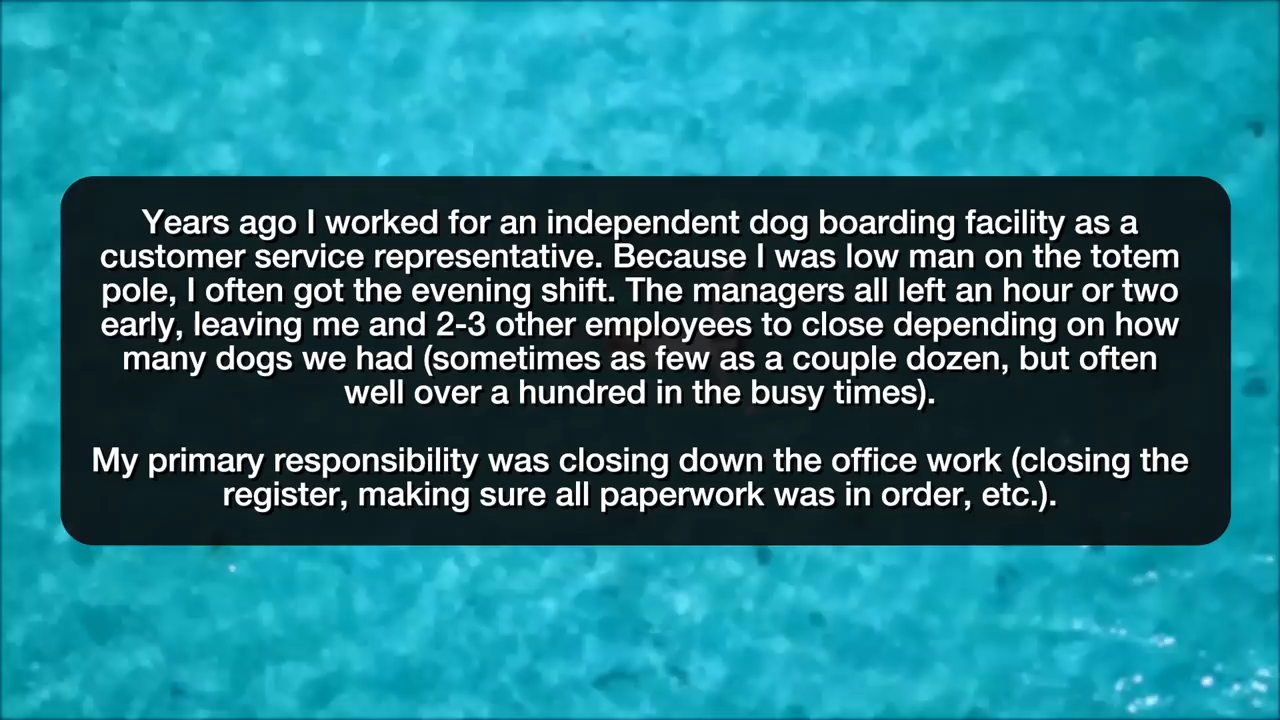 Years ago I worked for an independent dog boarding facility as a
customer service representative. Because I was low man on the totem
pole, I often got the evening shift. The managers all left an hour or two
early, leaving me and 2-3 other employees to close depending on how
many dogs we had (sometimes as few as a couple dozen, but often
well over a hundred in the busy times).
My primary responsibility was closing down the office work (closing the
register, making sure all paperwork was in order, etc.).